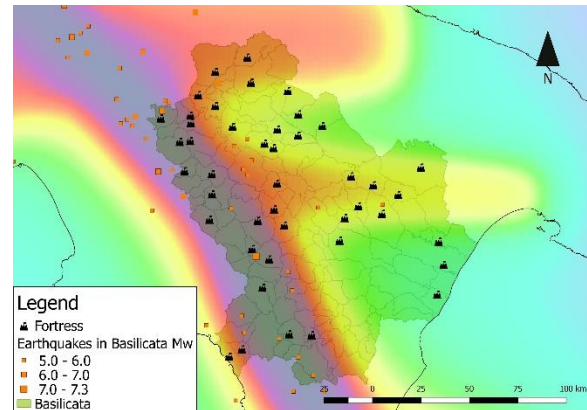 N
Legend
Fortress
Earthquakes in Basilicata Mw
5.0 - 6.0
6.0 - 7.0
7.0 - 7.3
Basilicata
25 0 25 50 75 100 km